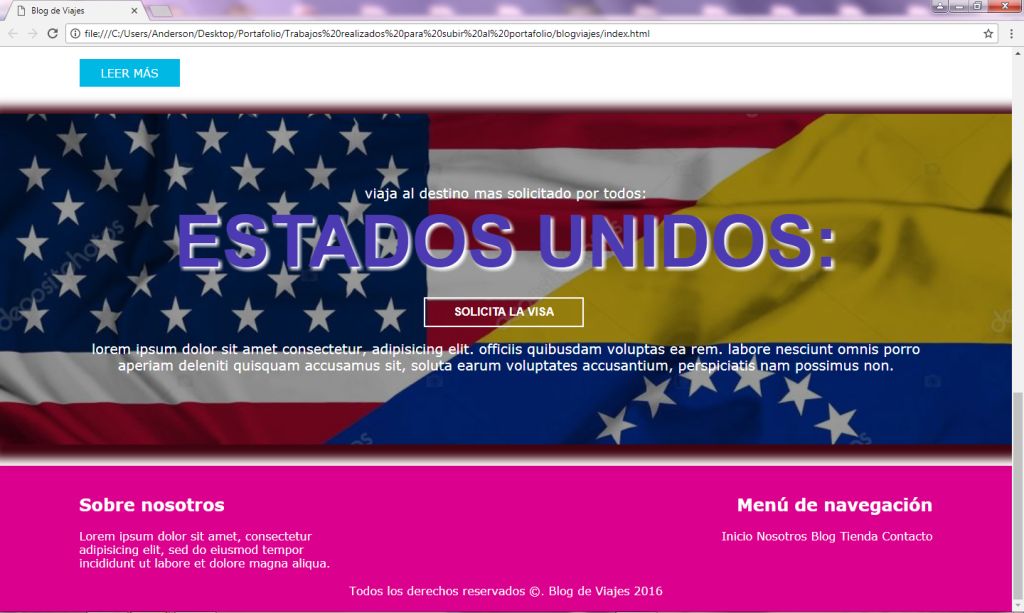 Blog de Viajes
file:///C:/Users/Anderson/Desktop/Portafolio/Trabajos%20realizados%20para%20subir%20al%20portafolio/blogviajes/index.html
LEER MÁS
viaja al destino mas solicitado por todos:
ESTADOS UNIDOS:
SOLICITA LA VISA
lorem ipsum dolor sit amet consectetur, adipisicing elit. officiis quibusdam voluptas ea rem. labore nesciunt omnis porro
aperiam deleniti quisquam accusamus sit, soluta earum voluptates accusantium, perspiciatis nam possimus non.
depositphotos
Sobre nosotros
Lorem ipsum dolor sit amet, consectetur
adipisicing elit, sed do eiusmod tempor
incididunt ut labore et dolore magna aliqua.
Menú de navegación
Inicio Nosotros Blog Tienda Contacto
Todos los derechos reservados ©. Blog de Viajes 2016